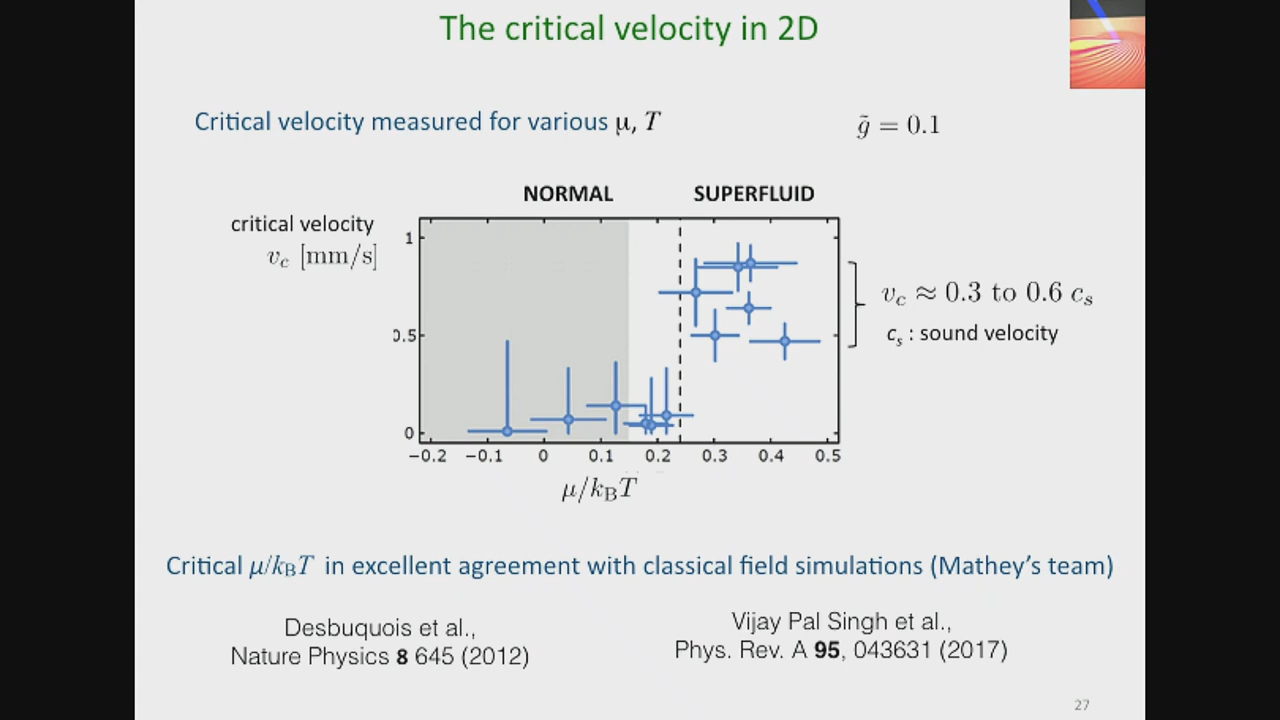 The critical velocity in 2D
Critical velocity measured for various μ, T
g̃ = 0.1
NORMAL SUPERFLUID
critical velocity
v_c [mm/s]
1
0.5
0
−0.2 −0.1 0 0.1 0.2 0.3 0.4 0.5
μ/k_BT
v_c ≈ 0.3 to 0.6 c_s
c_s : sound velocity
Critical μ/k_BT in excellent agreement with classical field simulations (Mathey’s team)
Desbuquois et al.,
Nature Physics 8 645 (2012)
Vijay Pal Singh et al.,
Phys. Rev. A 95, 043631 (2017)
27